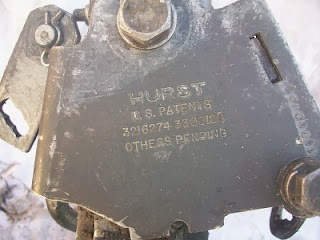 HURST
U.S. PATENTS
3216274
OTHERS PENDING